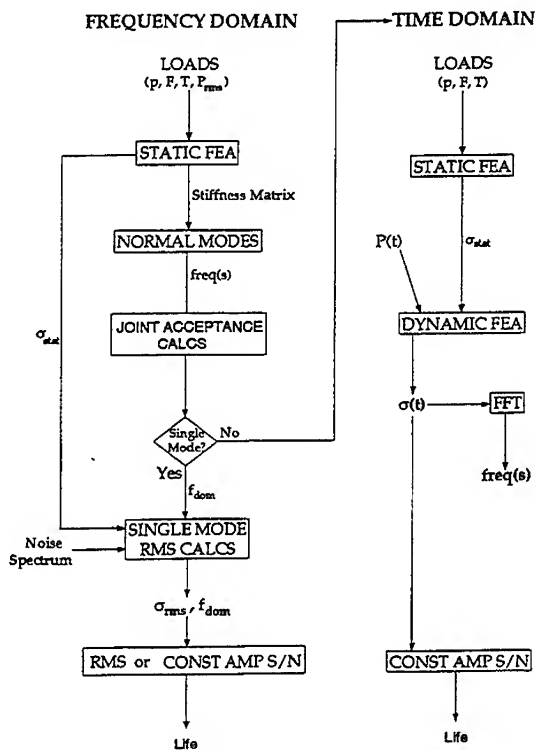 FREQUENCY DOMAIN
LOADS
(p, F, T, Prms)
STATIC FEA
Stiffness Matrix
NORMAL MODES
freq(s)
JOINT ACCEPTANCE
CALCS
σstat
Single
Mode?
No
Yes
fdom
Noise
Spectrum
SINGLE MODE
RMS CALCS
σrms, fdom
RMS or CONST AMP S/N
Life
TIME DOMAIN
LOADS
(p, F, T)
STATIC FEA
P(t)
σstat
DYNAMIC FEA
σ(t)
FFT
freq(s)
CONST AMP S/N
Life